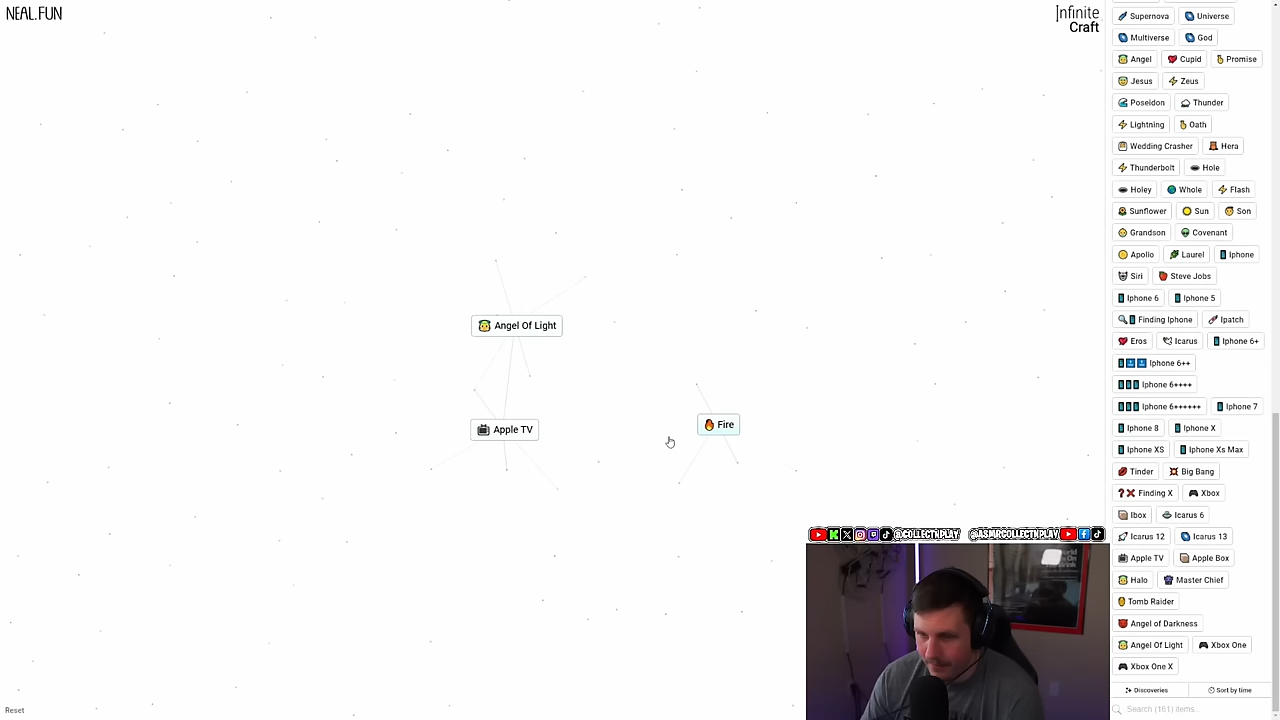 NEAL.FUN
Infinite
Craft
Supernova Universe
Multiverse God
Angel Cupid Promise
Jesus Zeus
Poseidon Thunder
Lightning Oath
Wedding Crasher Hera
Thunderbolt Hole
Holey Whole Flash
Sunflower Sun Son
Grandson Covenant
Apollo Laurel Iphone
Siri Steve Jobs
Iphone 6 Iphone 5
Finding Iphone Ipatch
Eros Icarus Iphone 6+
Iphone 6++
Iphone 6++++
Iphone 6++++++ Iphone 7
Iphone 8 Iphone X
Iphone XS Iphone Xs Max
Tinder Big Bang
Finding X Xbox
Ibox Icarus 6
Icarus 12 Icarus 13
Apple TV Apple Box
Halo Master Chief
Tomb Raider
Angel of Darkness
Angel Of Light Xbox One
Xbox One X
Discoveries Sort by time
Search (161) items...
Angel Of Light
Apple TV
Fire
@COLLECTNPLAY @ASMRCOLLECTNPLAY
Reset